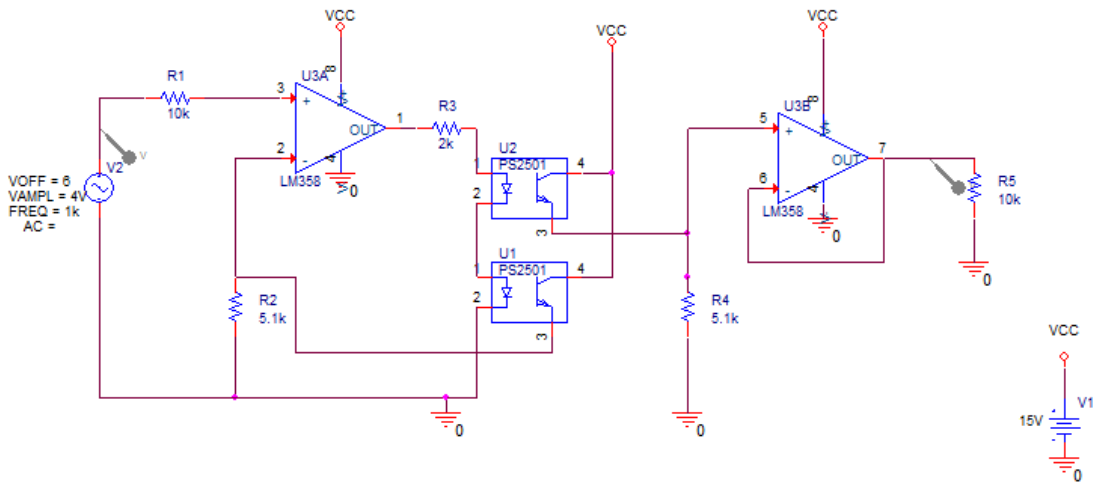 VCC
VCC
VCC
R1
10k
3
U3A
8
+
V+
OUT
1
2
-
4
V-
LM358
0
R3
2k
V
V2
VOFF = 6
VAMPL = 4V
FREQ = 1k
AC =
U2
PS2501
1
2
4
3
U1
PS2501
1
2
4
3
R2
5.1k
0
R4
5.1k
0
5
U3B
8
+
V+
OUT
7
6
-
4
V-
LM358
0
R5
10k
0
VCC
V1
15V
0